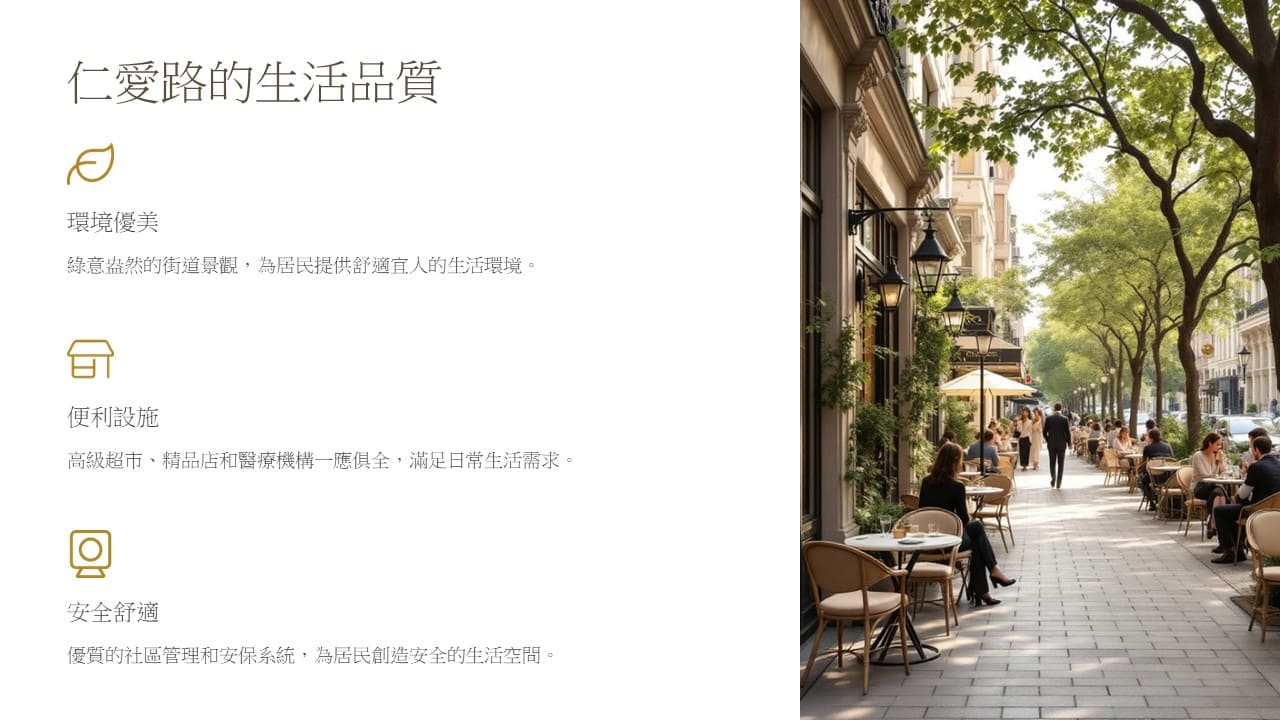 仁愛路的生活品質
環境優美
綠意盎然的街道景觀，為居民提供舒適宜人的生活環境。
便利設施
高級超市、精品店和醫療機構一應俱全，滿足日常生活需求。
安全舒適
優質的社區管理和安保系統，為居民創造安全的生活空間。